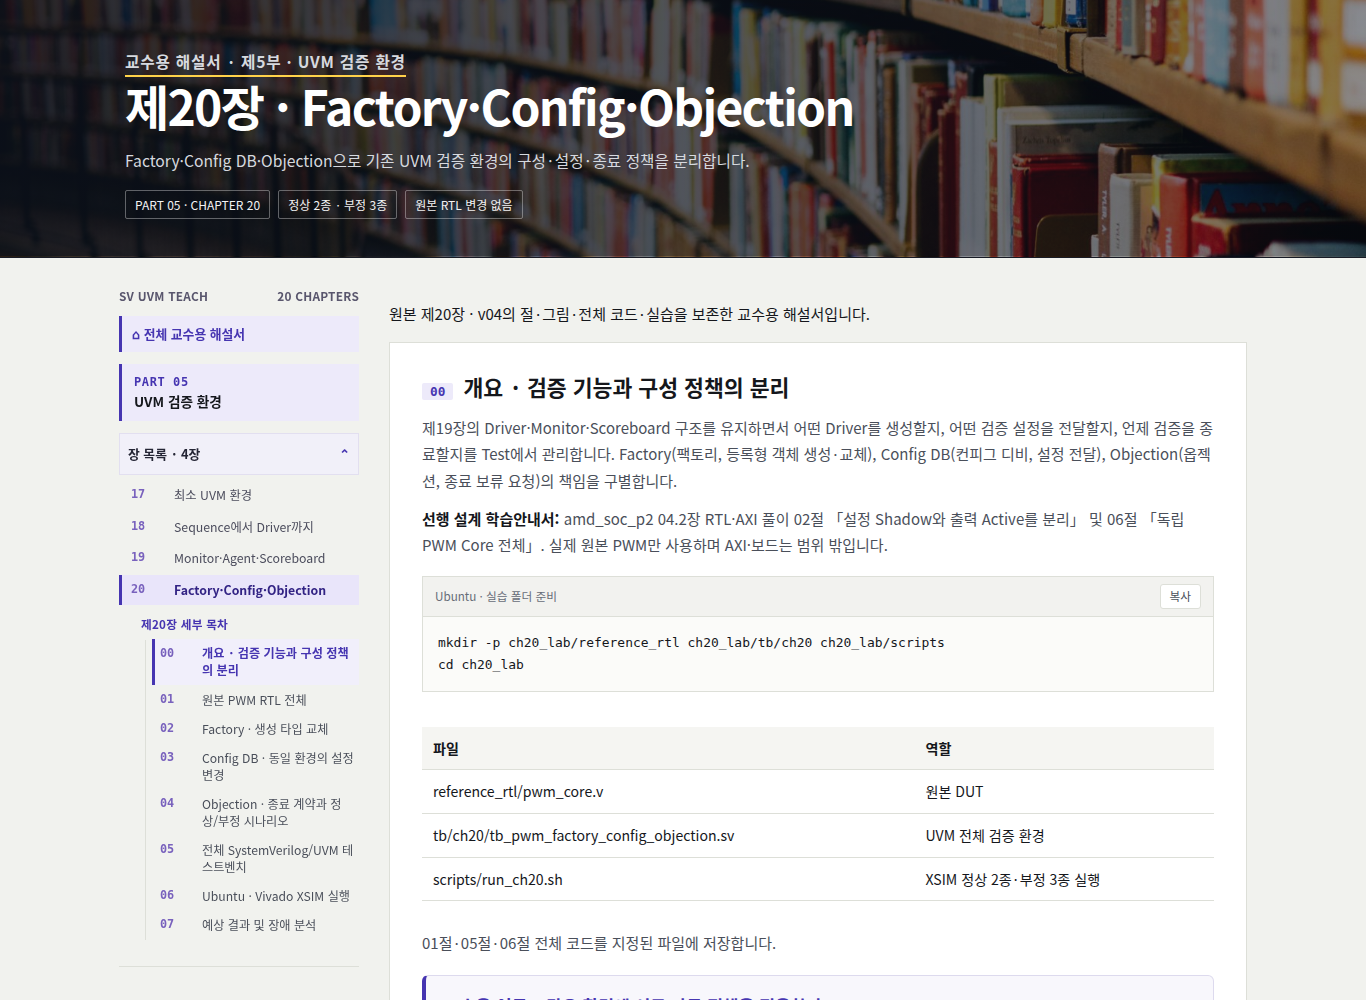 교수용 해설서 · 제5부 · UVM 검증 환경
제20장 · Factory·Config·Objection
Factory·Config DB·Objection으로 기존 UVM 검증 환경의 구성·설정·종료 정책을 분리합니다.
PART 05 · CHAPTER 20
정상 2종 · 부정 3종
원본 RTL 변경 없음
SV UVM TEACH
20 CHAPTERS
⌂ 전체 교수용 해설서
PART 05
UVM 검증 환경
장 목록 · 4장
17 최소 UVM 환경
18 Sequence에서 Driver까지
19 Monitor·Agent·Scoreboard
20 Factory·Config·Objection
제20장 세부 목차
00 개요 · 검증 기능과 구성 정책
의 분리
01 원본 PWM RTL 전체
02 Factory · 생성 타입 교체
03 Config DB · 동일 환경의 설정
변경
04 Objection · 종료 계약과 정
상/부정 시나리오
05 전체 SystemVerilog/UVM 테
스트벤치
06 Ubuntu · Vivado XSIM 실행
07 예상 결과 및 장애 분석
원본 제20장 · v04의 절·그림·전체 코드·실습을 보존한 교수용 해설서입니다.
00 개요 · 검증 기능과 구성 정책의 분리
제19장의 Driver·Monitor·Scoreboard 구조를 유지하면서 어떤 Driver를 생성할지, 어떤 검증 설정을 전달할지, 언제 검증을 종
료할지를 Test에서 관리합니다. Factory(팩토리, 등록형 객체 생성·교체), Config DB(컨피그 디비, 설정 전달), Objection(옵젝
션, 종료 보류 요청)의 책임을 구별합니다.
선행 설계 학습안내서: amd_soc_p2 04.2장 RTL·AXI 풀이 02절 「설정 Shadow와 출력 Active를 분리」 및 06절 「독립
PWM Core 전체」. 실제 원본 PWM만 사용하며 AXI·보드는 범위 밖입니다.
Ubuntu · 실습 폴더 준비
복사
mkdir -p ch20_lab/reference_rtl ch20_lab/tb/ch20 ch20_lab/scripts
cd ch20_lab
파일 역할
reference_rtl/pwm_core.v 원본 DUT
tb/ch20/tb_pwm_factory_config_objection.sv UVM 전체 검증 환경
scripts/run_ch20.sh XSIM 정상 2종·부정 3종 실행
01절·05절·06절 전체 코드를 지정된 파일에 저장합니다.